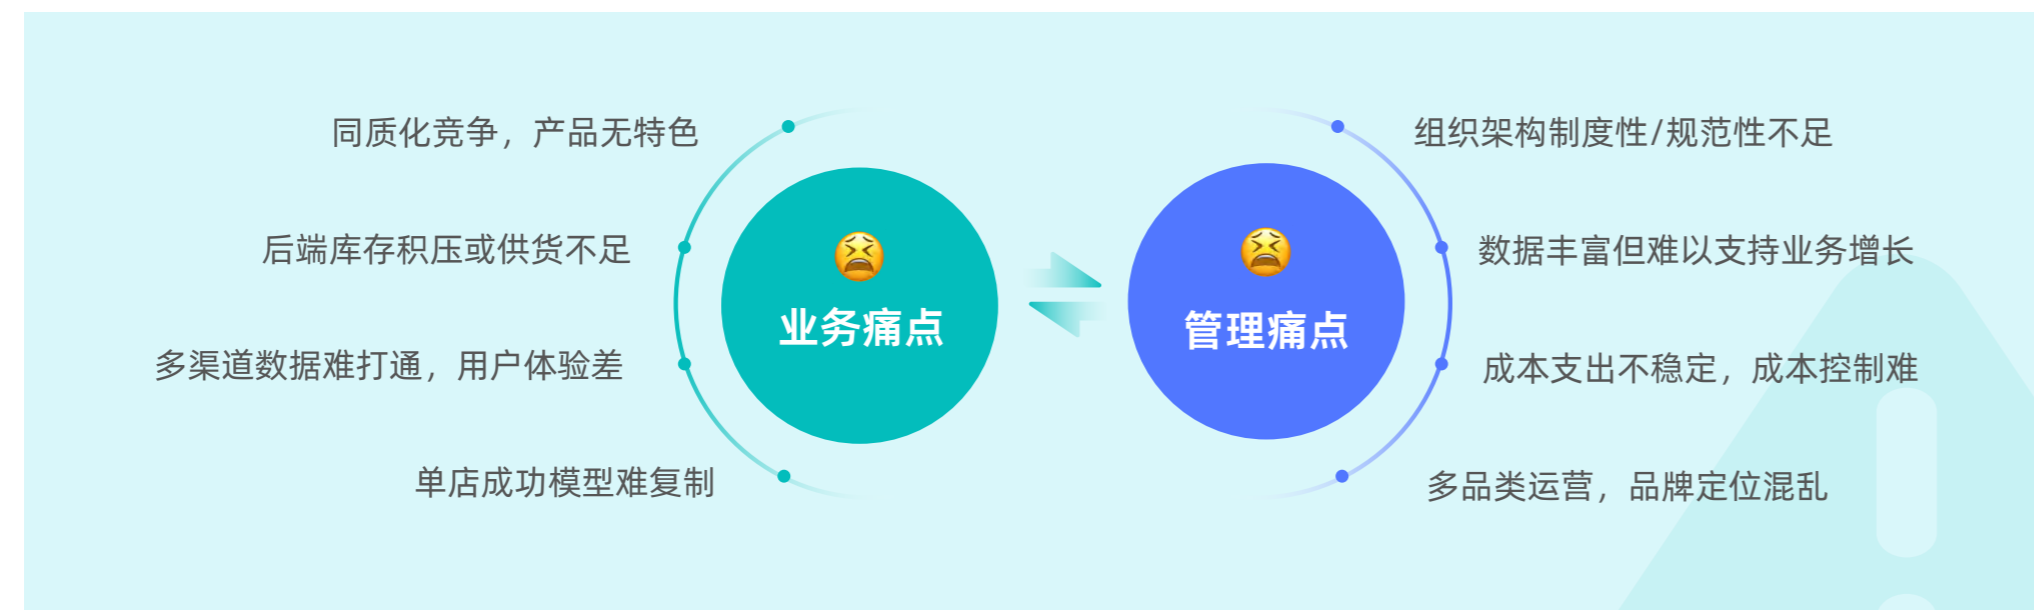 同质化竞争，产品无特色
后端库存积压或供货不足
多渠道数据难打通，用户体验差
单店成功模型难复制
业务痛点
管理痛点
组织架构制度性/规范性不足
数据丰富但难以支持业务增长
成本支出不稳定，成本控制难
多品类运营，品牌定位混乱